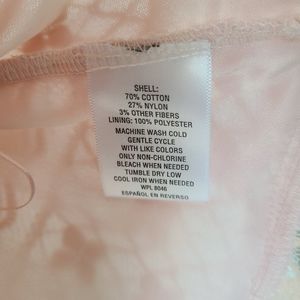 SHELL:
70% COTTON
27% NYLON
3% OTHER FIBERS
LINING: 100% POLYESTER
MACHINE WASH COLD
GENTLE CYCLE
WITH LIKE COLORS
ONLY NON-CHLORINE
BLEACH WHEN NEEDED
TUMBLE DRY LOW
COOL IRON WHEN NEEDED
WPL 8046
ESPAÑOL EN REVERSO